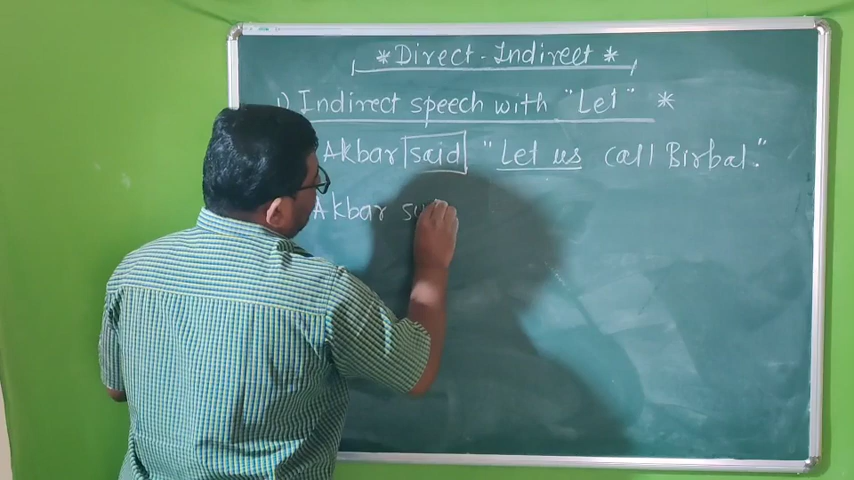 * Direct - Indirect *
1) Indirect speech with "Let" *
Akbar said "Let us call Birbal."
Akbar su